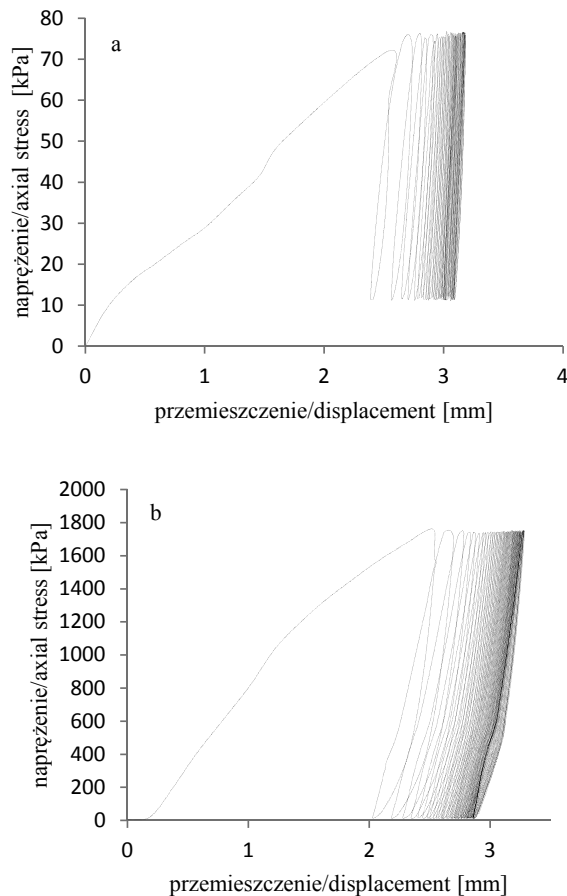 a
naprężenie/axial stress [kPa]
80
70
60
50
40
30
20
10
0
0 1 2 3 4
przemieszczenie/displacement [mm]
b
naprężenie/axial stress [kPa]
2000
1800
1600
1400
1200
1000
800
600
400
200
0
0 1 2 3
przemieszczenie/displacement [mm]